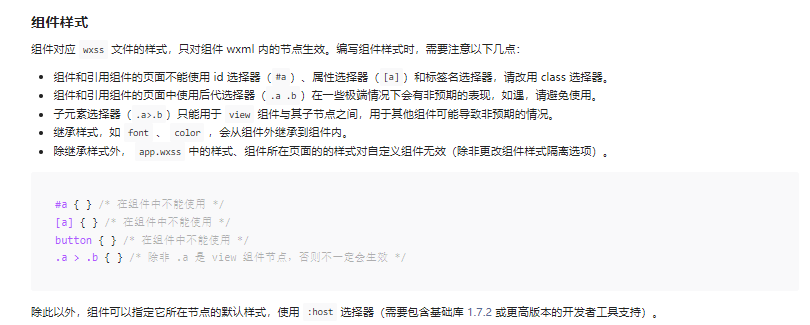 组件样式
组件对应 wxss 文件的样式，只对组件 wxml 内的节点生效。编写组件样式时，需要注意以下几点：
• 组件和引用组件的页面不能使用 id 选择器（ #a ）、属性选择器（ [a] ）和标签名选择器，请改用 class 选择器。
• 组件和引用组件的页面中使用后代选择器（ .a .b ）在一些极端情况下会有非预期的表现，如遇，请避免使用。
• 子元素选择器（ .a>.b ）只能用于 view 组件与其子节点之间，用于其他组件可能导致非预期的情况。
• 继承样式，如 font 、 color ，会从组件外继承到组件内。
• 除继承样式外， app.wxss 中的样式、组件所在页面的的样式对自定义组件无效（除非更改组件样式隔离选项）。
#a { } /* 在组件中不能使用 */
[a] { } /* 在组件中不能使用 */
button { } /* 在组件中不能使用 */
.a > .b { } /* 除非 .a 是 view 组件节点，否则不一定会生效 */
除此以外，组件可以指定它所在节点的默认样式，使用 :host 选择器（需要包含基础库 1.7.2 或更高版本的开发者工具支持）。